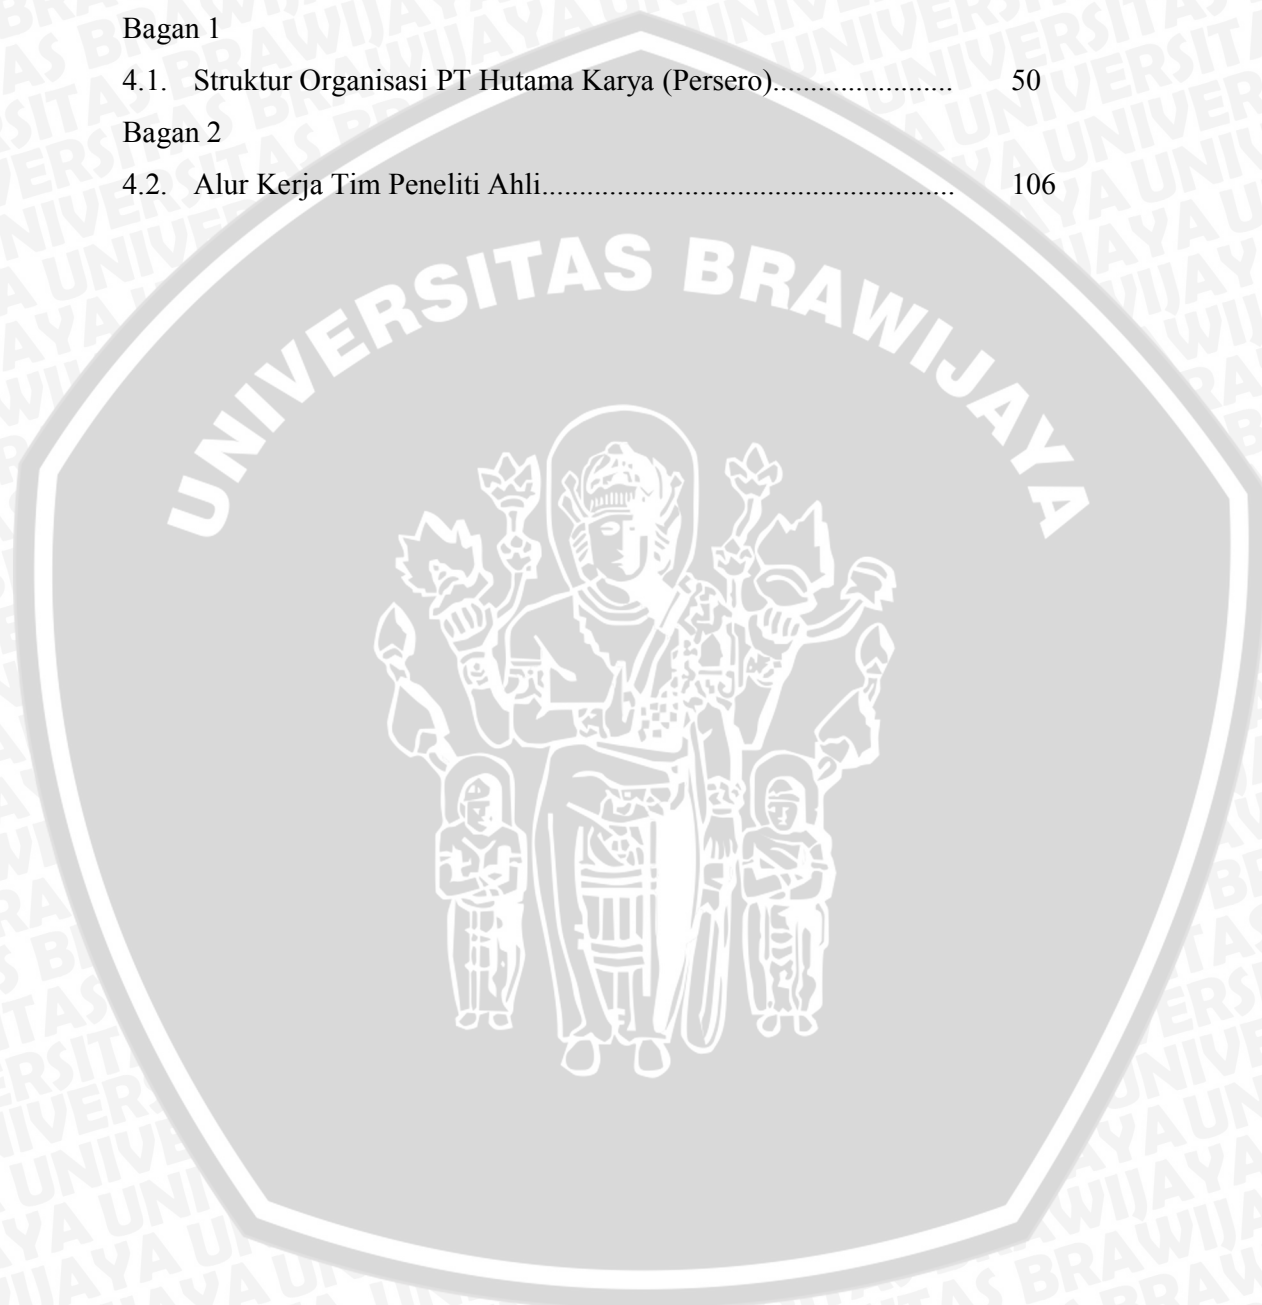 Bagan 1
4.1. Struktur Organisasi PT Hutama Karya (Persero)........................ 50
Bagan 2
4.2. Alur Kerja Tim Peneliti Ahli....................................................... 106
UNIVERSITAS BRAWIJAYA